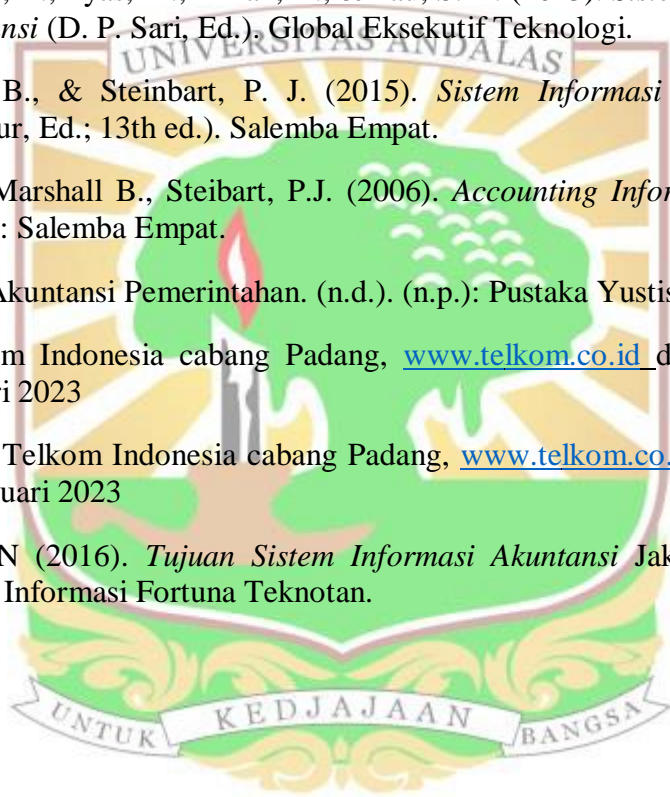 ansi (D. P. Sari, Ed.). Global Eksekutif Teknologi.
UNIVERSITAS ANDALAS
B., & Steinbart, P. J. (2015). Sistem Informasi
ur, Ed.; 13th ed.). Salemba Empat.
Marshall B., Steibart, P.J. (2006). Accounting Infor
: Salemba Empat.
Akuntansi Pemerintahan. (n.d.). (n.p.): Pustaka Yustis
m Indonesia cabang Padang, www.telkom.co.id d
ri 2023
Telkom Indonesia cabang Padang, www.telkom.co.
uari 2023
N (2016). Tujuan Sistem Informasi Akuntansi Jak
Informasi Fortuna Teknotan.
UNTUK KEDJAJAAN BANGSA